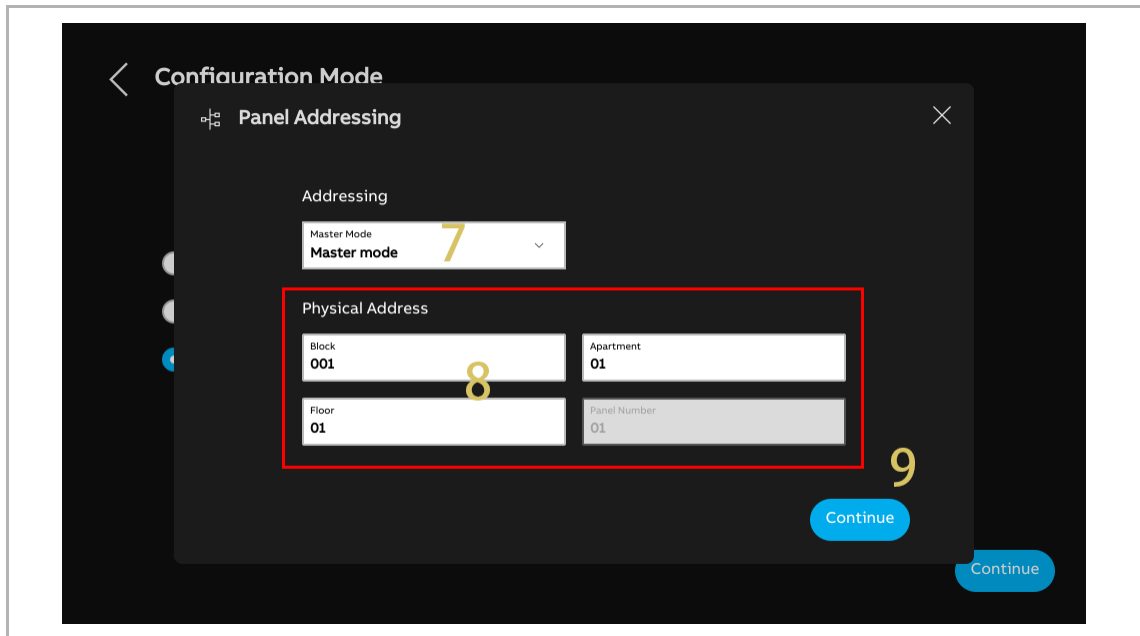 Configuration Mode
Panel Addressing
Addressing
Master Mode
Master mode
7
Physical Address
Block
001
Apartment
01
8
Floor
01
Panel Number
01
9
Continue
Continue